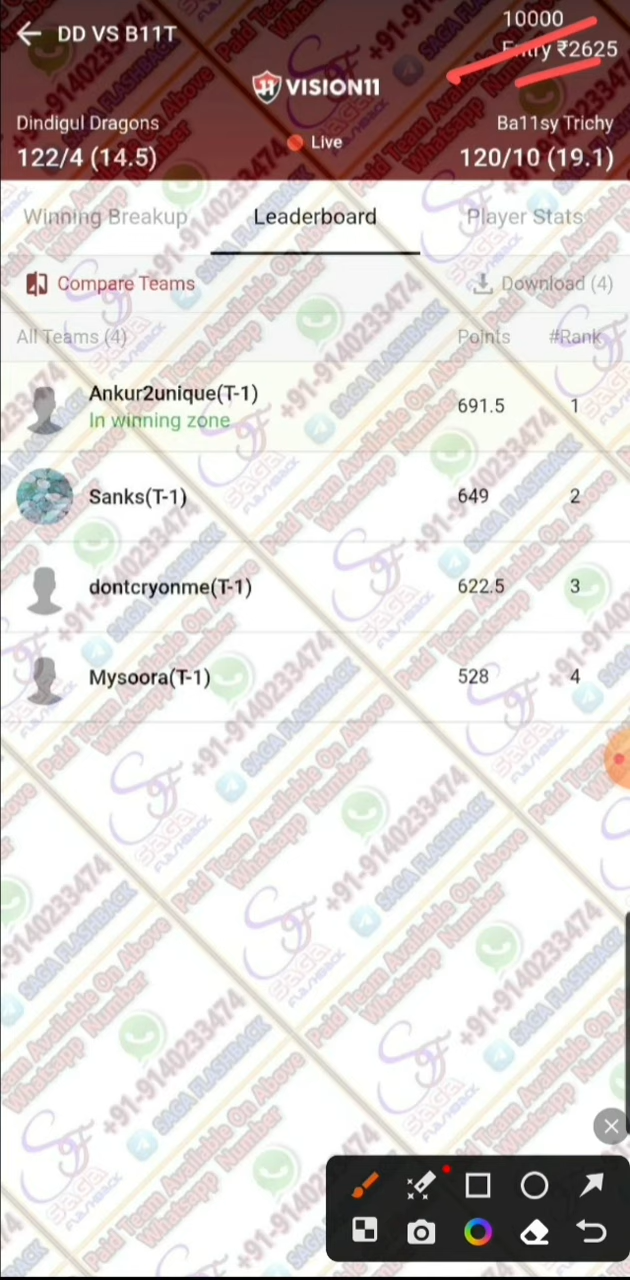 10000
DD VS B11T
Entry ₹2625
VISION11
Dindigul Dragons
Live
Ba11sy Trichy
122/4 (14.5)
120/10 (19.1)
Winning Breakup
Leaderboard
Player Stats
Compare Teams
Download (4)
All Teams (4)
Points
#Rank
Ankur2unique(T-1)
In winning zone
691.5
1
Sanks(T-1)
649
2
dontcryonme(T-1)
622.5
3
Mysoora(T-1)
528
4
Paid Team Available On Above
Whatsapp Number
+91-9140233474
SAGA FLASHBACK